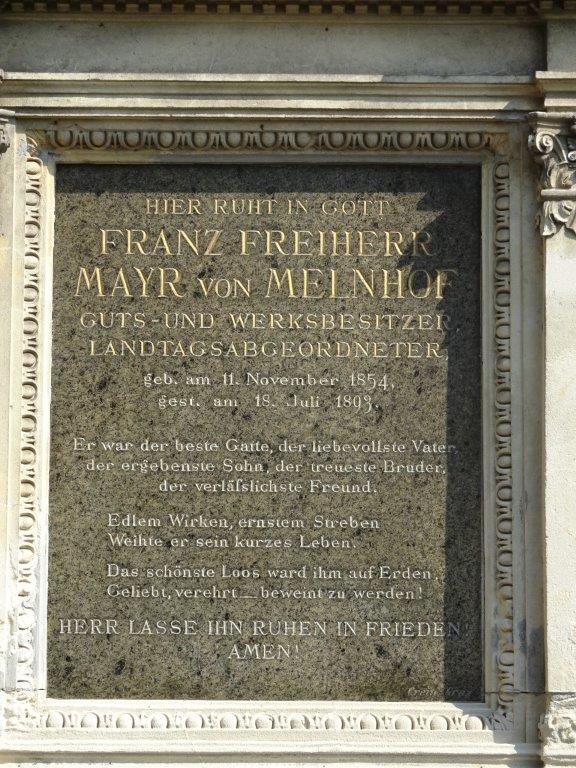 HIER RUHT IN GOTT
FRANZ FREIHERR
MAYR VON MELNHOF
GUTS-UND WERKSBESITZER,
LANDTAGSABGEORDNETER,
geb. am 11. November 1854,
gest. am 18. Juli 1893.
Er war der beste Gatte, der liebevollste Vater,
der ergebenste Sohn, der treueste Bruder,
der verläſslichste Freund.
Edlem Wirken, ernstem Streben
Weihte er sein kurzes Leben.
Das schönste Loos ward ihm auf Erden,
Geliebt, verehrt — beweint zu werden!
HERR LASSE IHN RUHEN IN FRIEDEN!
AMEN!